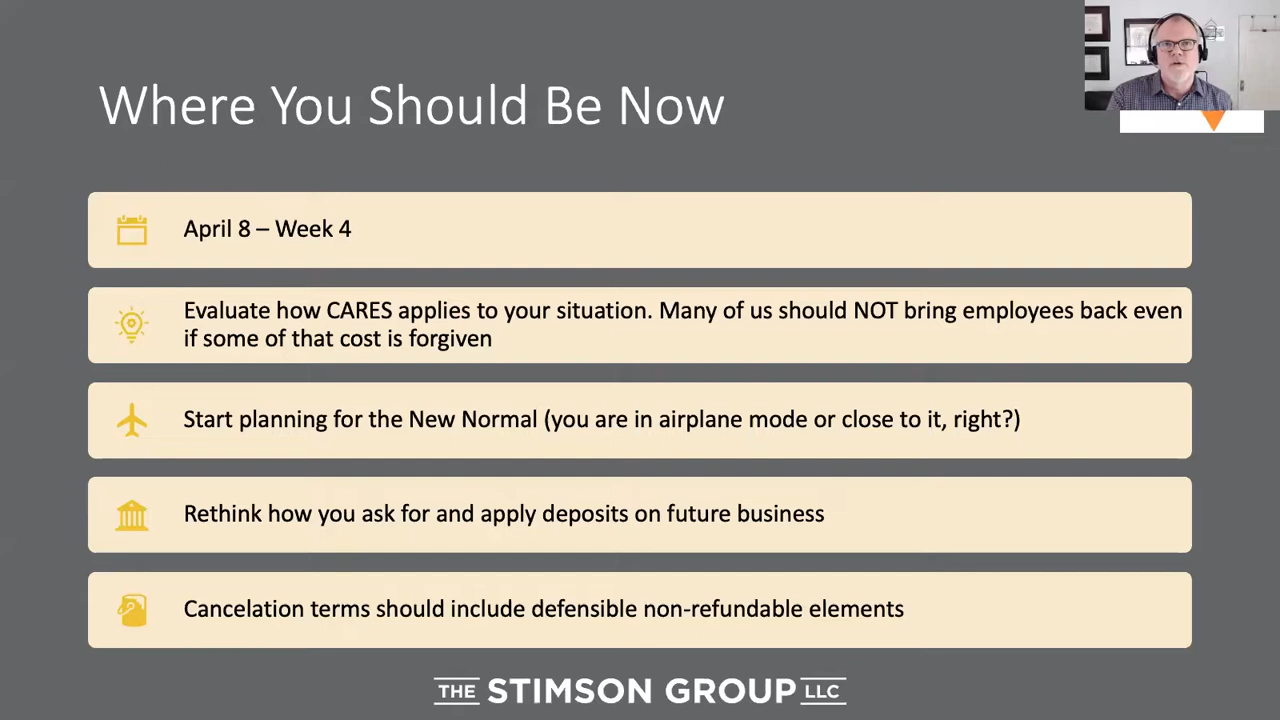 Where You Should Be Now
April 8 – Week 4
Evaluate how CARES applies to your situation. Many of us should NOT bring employees back even
if some of that cost is forgiven
Start planning for the New Normal (you are in airplane mode or close to it, right?)
Rethink how you ask for and apply deposits on future business
Cancelation terms should include defensible non-refundable elements
THE STIMSON GROUP LLC